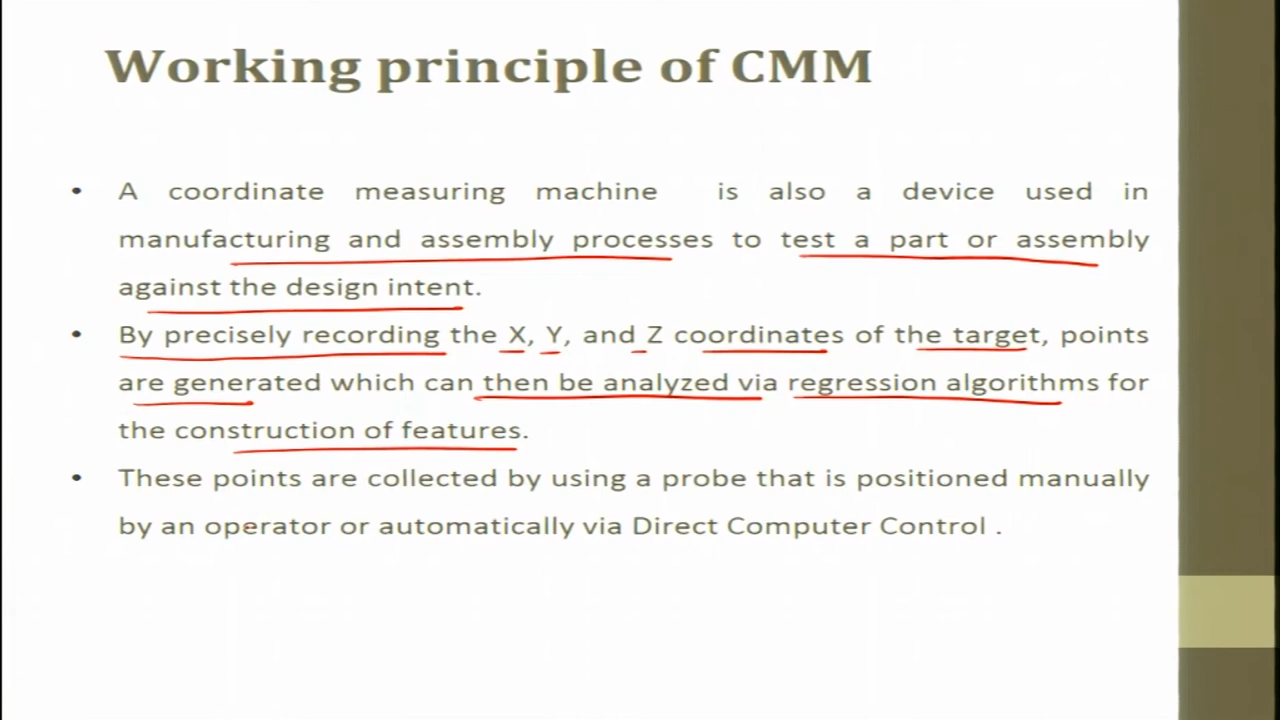 Working principle of CMM
• A coordinate measuring machine is also a device used in
manufacturing and assembly processes to test a part or assembly
against the design intent.
• By precisely recording the X, Y, and Z coordinates of the target, points
are generated which can then be analyzed via regression algorithms for
the construction of features.
• These points are collected by using a probe that is positioned manually
by an operator or automatically via Direct Computer Control .